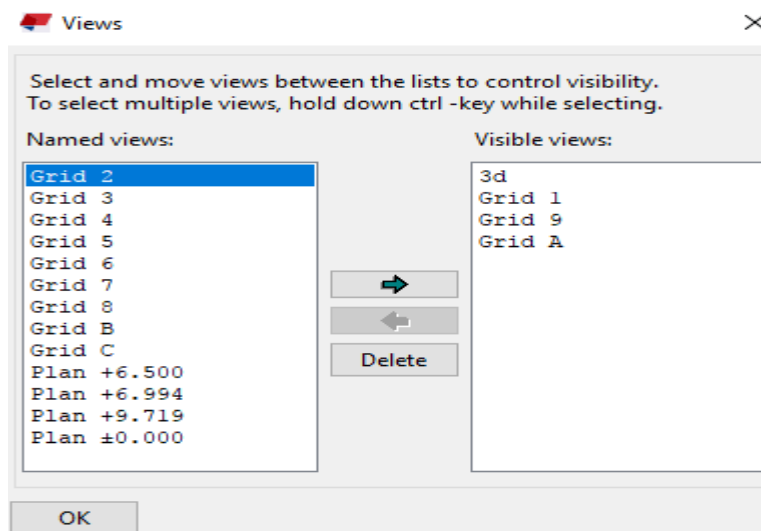 Views
Select and move views between the lists to control visibility.
To select multiple views, hold down ctrl -key while selecting.
Named views:
Visible views:
Grid 2
Grid 3
Grid 4
Grid 5
Grid 6
Grid 7
Grid 8
Grid B
Grid C
Plan +6.500
Plan +6.994
Plan +9.719
Plan ±0.000
3d
Grid 1
Grid 9
Grid A
Delete
OK